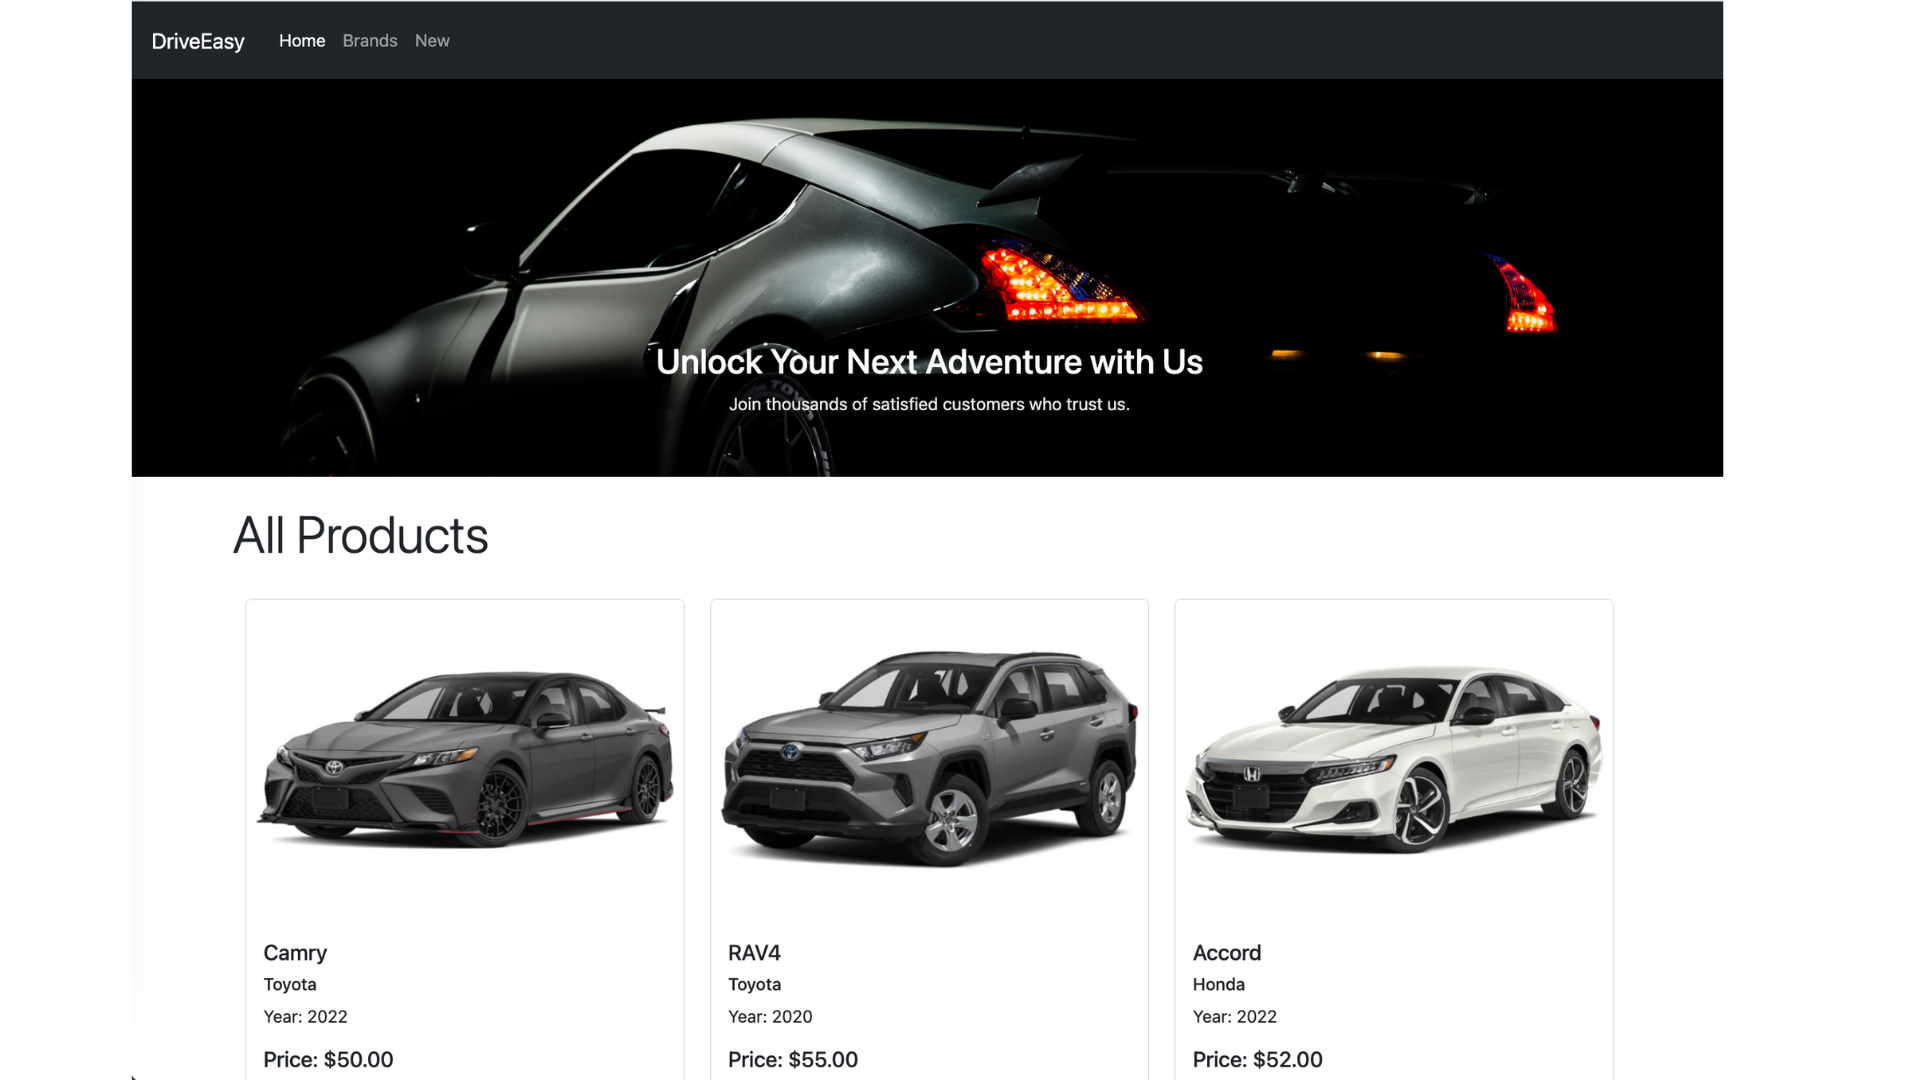 DriveEasy Home Brands New
Unlock Your Next Adventure with Us
Join thousands of satisfied customers who trust us.
All Products
Camry
Toyota
Year: 2022
Price: $50.00
RAV4
Toyota
Year: 2020
Price: $55.00
Accord
Honda
Year: 2022
Price: $52.00